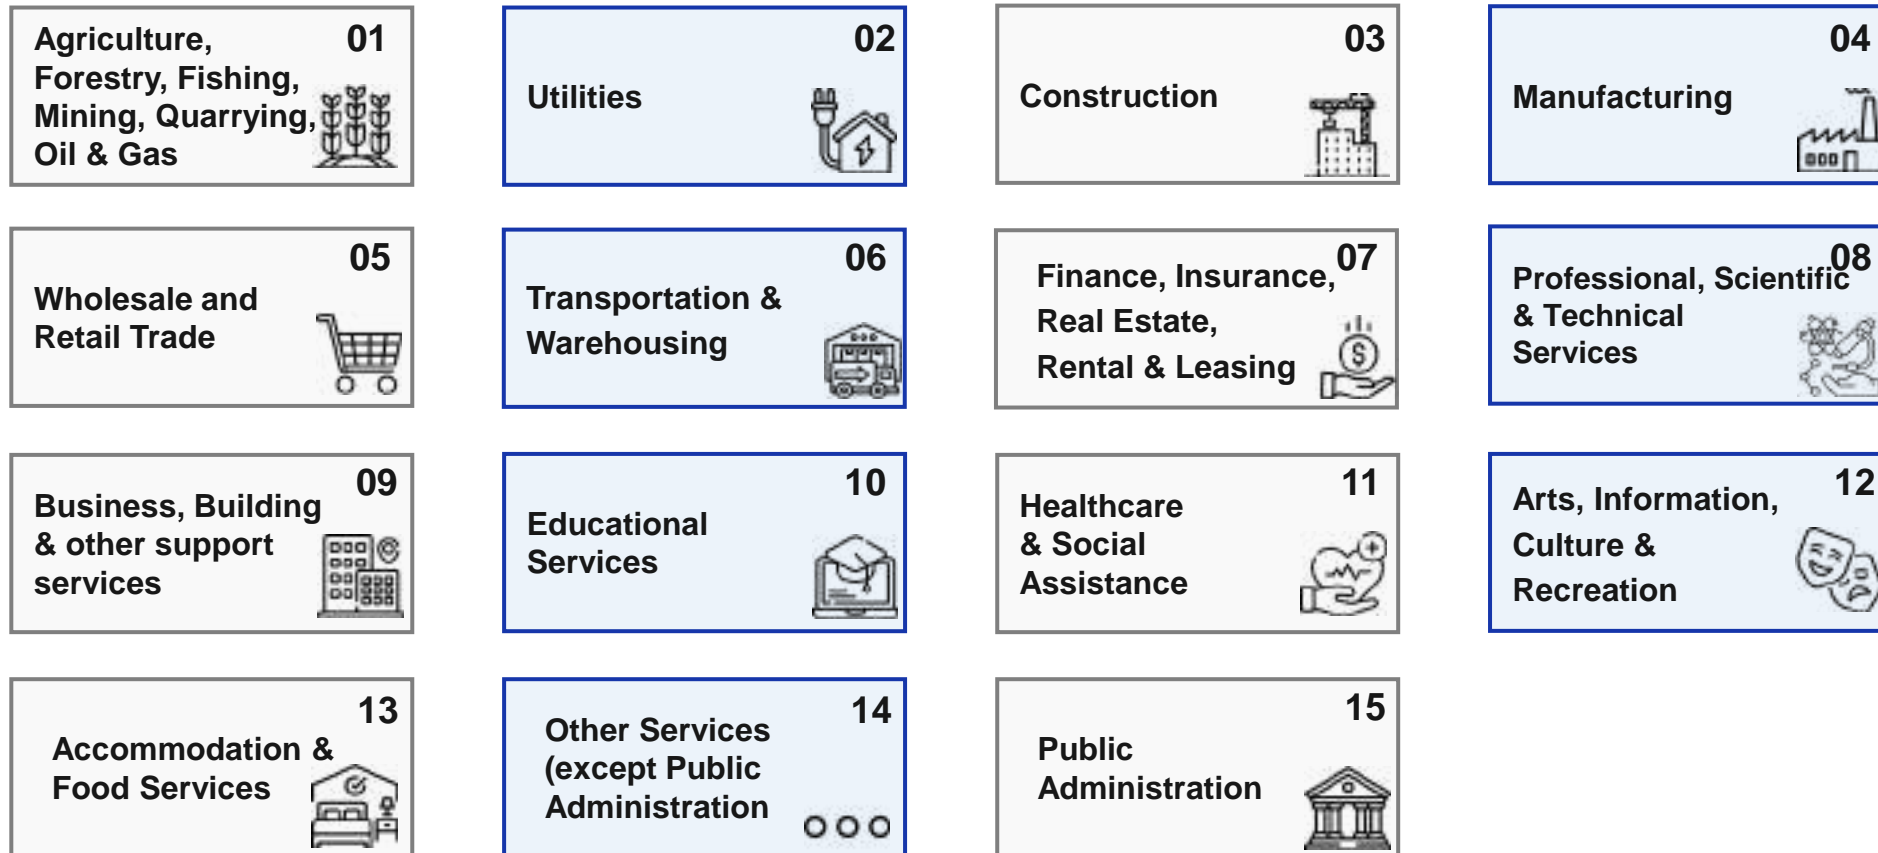 01
Agriculture,
Forestry, Fishing,
Mining, Quarrying,
Oil & Gas
02
Utilities
03
Construction
04
Manufacturing
05
Wholesale and
Retail Trade
06
Transportation &
Warehousing
07
Finance, Insurance,
Real Estate,
Rental & Leasing
08
Professional, Scientific
& Technical
Services
09
Business, Building
& other support
services
10
Educational
Services
11
Healthcare
& Social
Assistance
12
Arts, Information,
Culture &
Recreation
13
Accommodation &
Food Services
14
Other Services
(except Public
Administration
15
Public
Administration